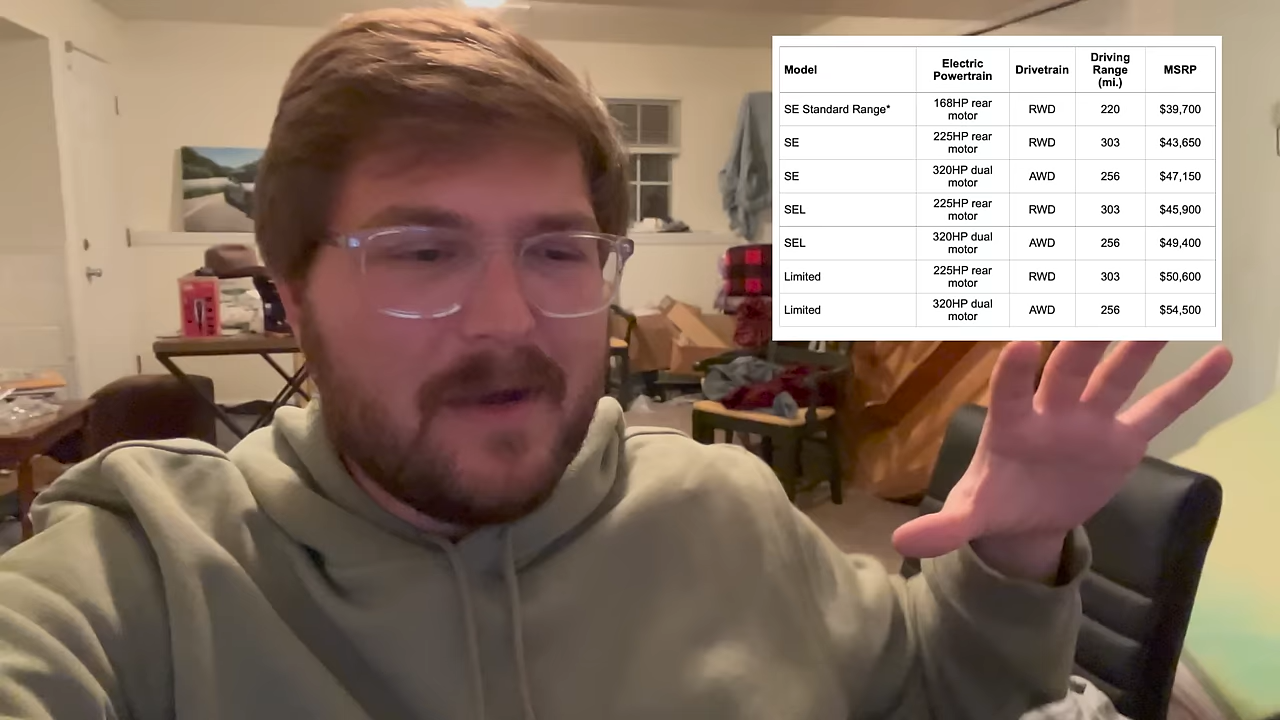 Model Electric Powertrain Drivetrain Driving Range (mi.) MSRP
SE Standard Range* 168HP rear motor RWD 220 $39,700
SE 225HP rear motor RWD 303 $43,650
SE 320HP dual motor AWD 256 $47,150
SEL 225HP rear motor RWD 303 $45,900
SEL 320HP dual motor AWD 256 $49,400
Limited 225HP rear motor RWD 303 $50,600
Limited 320HP dual motor AWD 256 $54,500